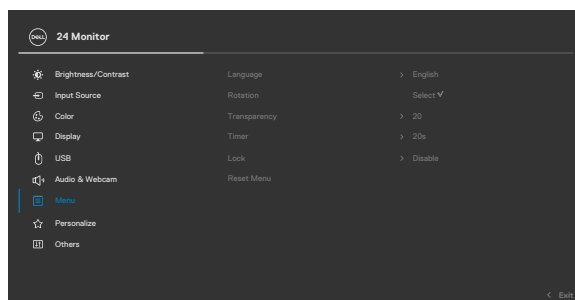 DELL 24 Monitor
Brightness/Contrast Language > English
Input Source Rotation Select ✓
Color Transparency > 20
Display Timer > 20s
USB Lock > Disable
Audio & Webcam Reset Menu
Menu
Personalize
Others
< Exit